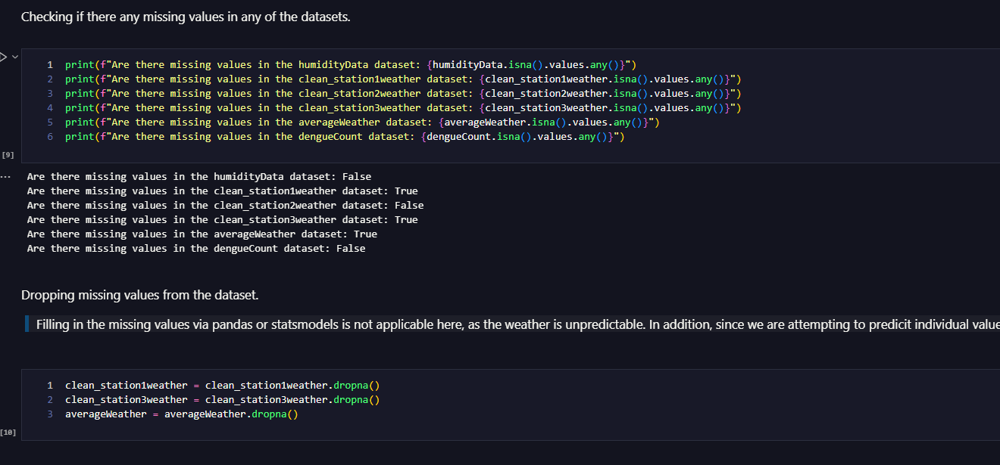 Checking if there any missing values in any of the datasets.
1 print(f"Are there missing values in the humidityData dataset: {humidityData.isna().values.any()}")
2 print(f"Are there missing values in the clean_station1weather dataset: {clean_station1weather.isna().values.any()}")
3 print(f"Are there missing values in the clean_station2weather dataset: {clean_station2weather.isna().values.any()}")
4 print(f"Are there missing values in the clean_station3weather dataset: {clean_station3weather.isna().values.any()}")
5 print(f"Are there missing values in the averageWeather dataset: {averageWeather.isna().values.any()}")
6 print(f"Are there missing values in the dengueCount dataset: {dengueCount.isna().values.any()}")
[9]
... Are there missing values in the humidityData dataset: False
Are there missing values in the clean_station1weather dataset: True
Are there missing values in the clean_station2weather dataset: False
Are there missing values in the clean_station3weather dataset: True
Are there missing values in the averageWeather dataset: True
Are there missing values in the dengueCount dataset: False
Dropping missing values from the dataset.
Filling in the missing values via pandas or statsmodels is not applicable here, as the weather is unpredictable. In addition, since we are attempting to predicit individual value
1 clean_station1weather = clean_station1weather.dropna()
2 clean_station3weather = clean_station3weather.dropna()
3 averageWeather = averageWeather.dropna()
[10]